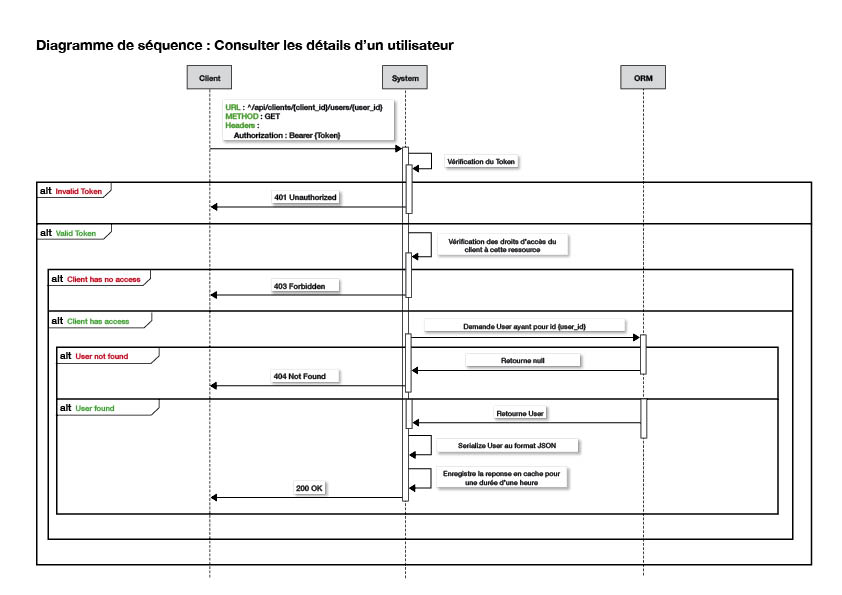 Diagramme de séquence : Consulter les détails d'un utilisateur
Client
System
ORM
URL : ^/api/clients/{client_id}/users/{user_id}
METHOD : GET
Headers :
Authorization : Bearer {Token}
Vérification du Token
alt Invalid Token
401 Unauthorized
alt Valid Token
Vérification des droits d'accès du
client à cette ressource
alt Client has no access
403 Forbidden
alt Client has access
Demande User ayant pour id {user_id}
alt User not found
Retourne null
404 Not Found
alt User found
Retourne User
Serialize User au format JSON
Enregistre la reponse en cache pour
une durée d'une heure
200 OK